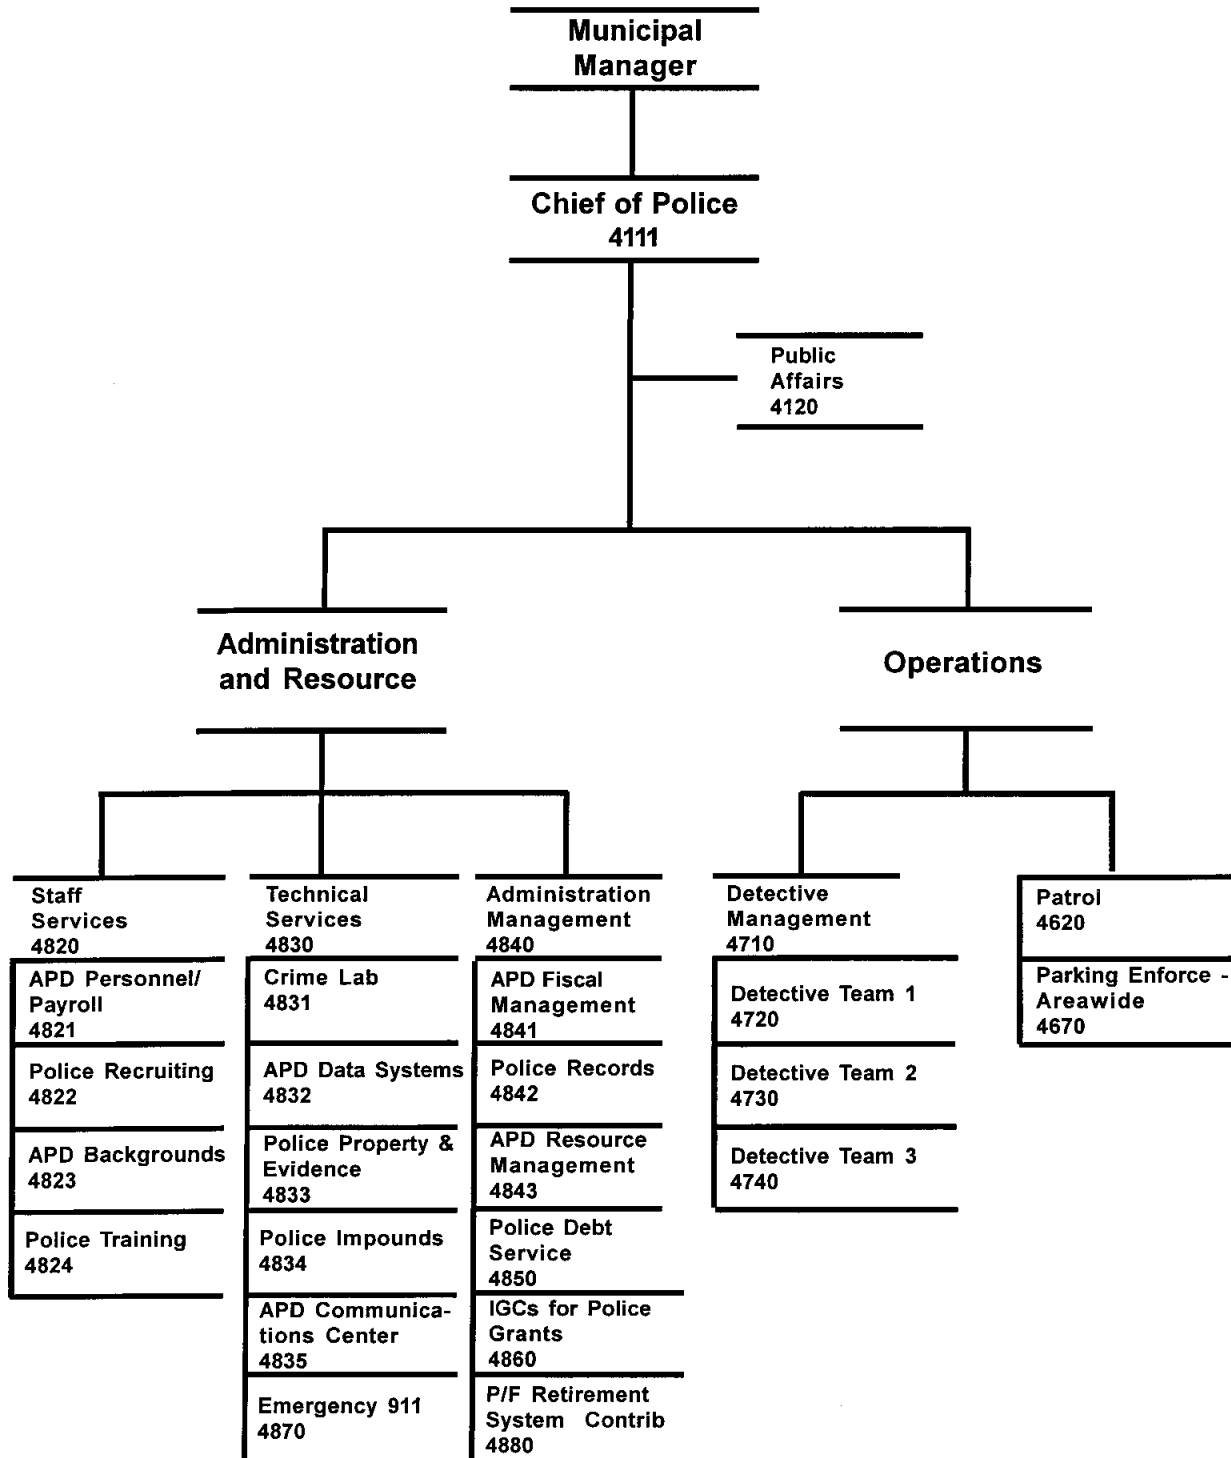 Municipal
Manager
Chief of Police
4111
Public
Affairs
4120
Administration
and Resource
Operations
Staff
Services
4820
APD Personnel/
Payroll
4821
Police Recruiting
4822
APD Backgrounds
4823
Police Training
4824
Technical
Services
4830
Crime Lab
4831
APD Data Systems
4832
Police Property &
Evidence
4833
Police Impounds
4834
APD Communica-
tions Center
4835
Emergency 911
4870
Administration
Management
4840
APD Fiscal
Management
4841
Police Records
4842
APD Resource
Management
4843
Police Debt
Service
4850
IGCs for Police
Grants
4860
P/F Retirement
System Contrib
4880
Detective
Management
4710
Detective Team 1
4720
Detective Team 2
4730
Detective Team 3
4740
Patrol
4620
Parking Enforce -
Areawide
4670